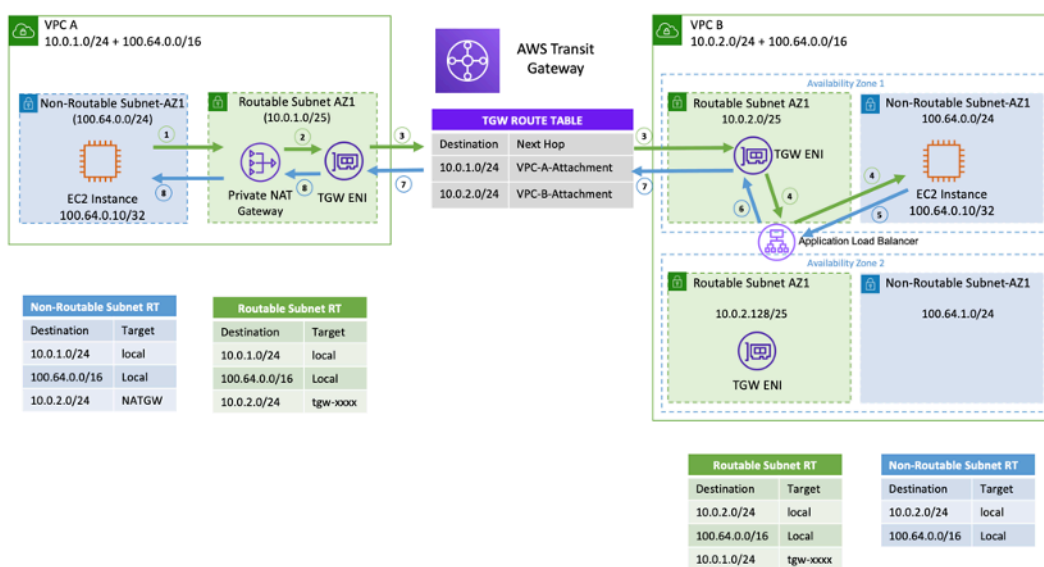 VPC A
10.0.1.0/24 + 100.64.0.0/16
Non-Routable Subnet-AZ1
(100.64.0.0/24)
EC2 Instance
100.64.0.10/32
1
8
Routable Subnet AZ1
(10.0.1.0/25)
2
8
Private NAT
Gateway
TGW ENI
3
7
AWS Transit
Gateway
TGW ROUTE TABLE
Destination Next Hop
10.0.1.0/24 VPC-A-Attachment
10.0.2.0/24 VPC-B-Attachment
3
7
VPC B
10.0.2.0/24 + 100.64.0.0/16
Availability Zone 1
Routable Subnet AZ1
10.0.2.0/25
TGW ENI
Non-Routable Subnet-AZ1
100.64.0.0/24
EC2 Instance
100.64.0.10/32
4
4
6
5
Application Load Balancer
Availability Zone 2
Routable Subnet AZ1
10.0.2.128/25
TGW ENI
Non-Routable Subnet-AZ1
100.64.1.0/24
Non-Routable Subnet RT
Destination Target
10.0.1.0/24 local
100.64.0.0/16 Local
10.0.2.0/24 NATGW
Routable Subnet RT
Destination Target
10.0.1.0/24 local
100.64.0.0/16 Local
10.0.2.0/24 tgw-xxxx
Routable Subnet RT
Destination Target
10.0.2.0/24 local
100.64.0.0/16 Local
10.0.1.0/24 tgw-xxxx
Non-Routable Subnet RT
Destination Target
10.0.2.0/24 local
100.64.0.0/16 Local